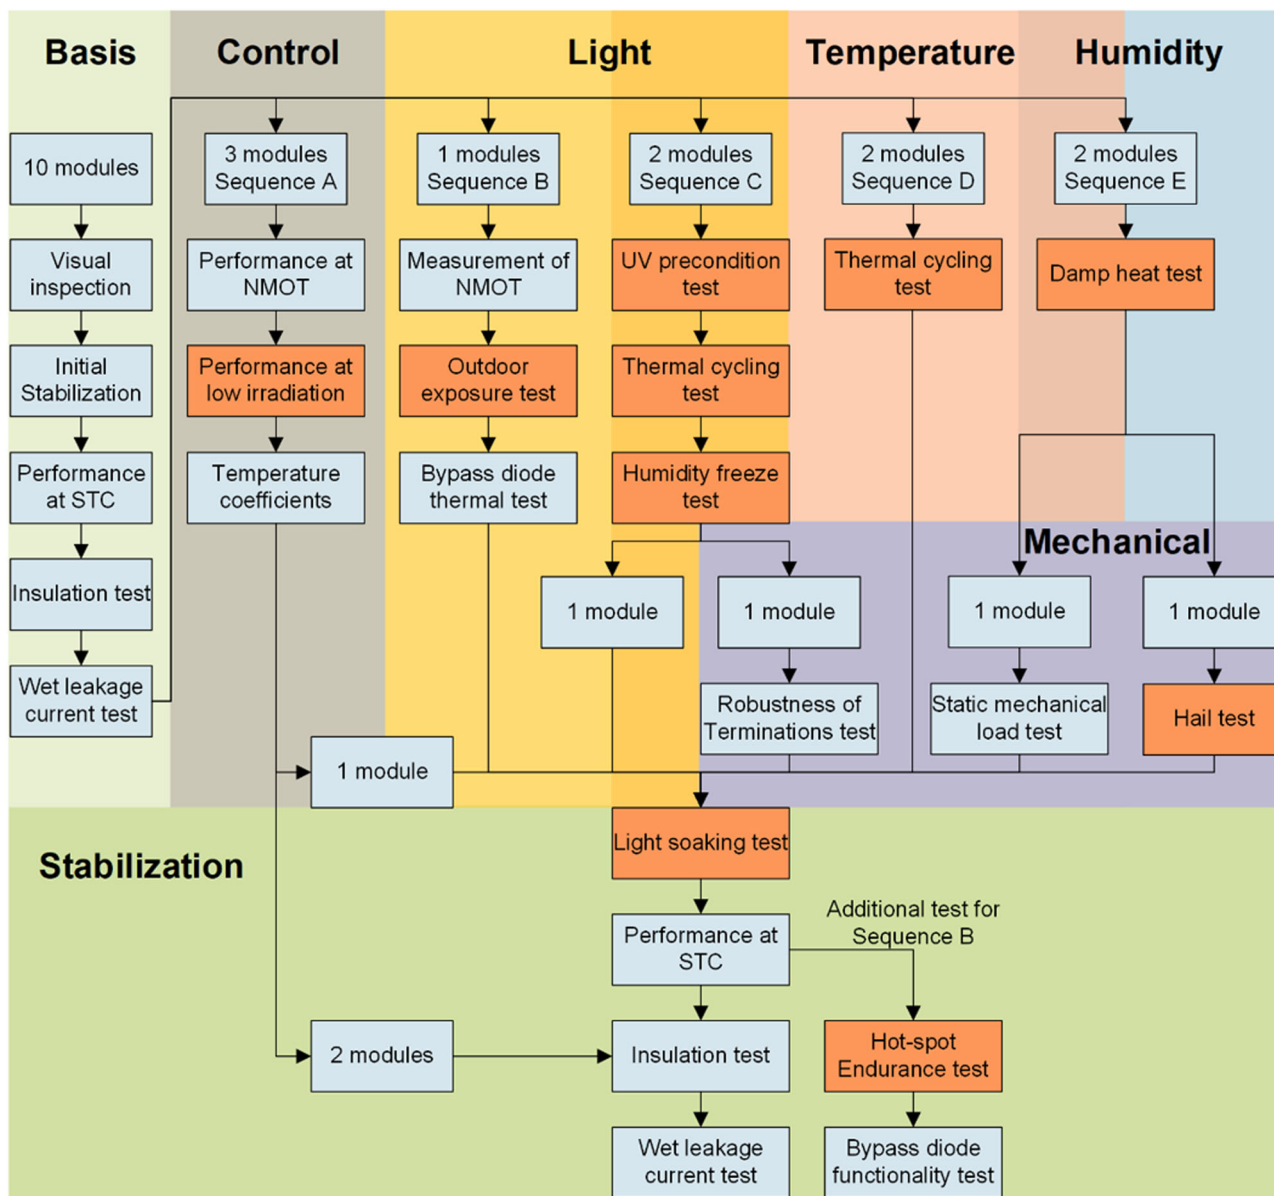 Basis
Control
Light
Temperature
Humidity
10 modules
3 modules
Sequence A
1 modules
Sequence B
2 modules
Sequence C
2 modules
Sequence D
2 modules
Sequence E
Visual
inspection
Performance at
NMOT
Measurement of
NMOT
UV precondition
test
Thermal cycling
test
Damp heat test
Initial
Stabilization
Performance at
low irradiation
Outdoor
exposure test
Thermal cycling
test
Performance
at STC
Temperature
coefficients
Bypass diode
thermal test
Humidity freeze
test
Mechanical
Insulation test
1 module
1 module
1 module
1 module
Wet leakage
current test
Robustness of
Terminations test
Static mechanical
load test
Hail test
1 module
Stabilization
Light soaking test
Performance at
STC
Additional test for
Sequence B
2 modules
Insulation test
Hot-spot
Endurance test
Wet leakage
current test
Bypass diode
functionality test